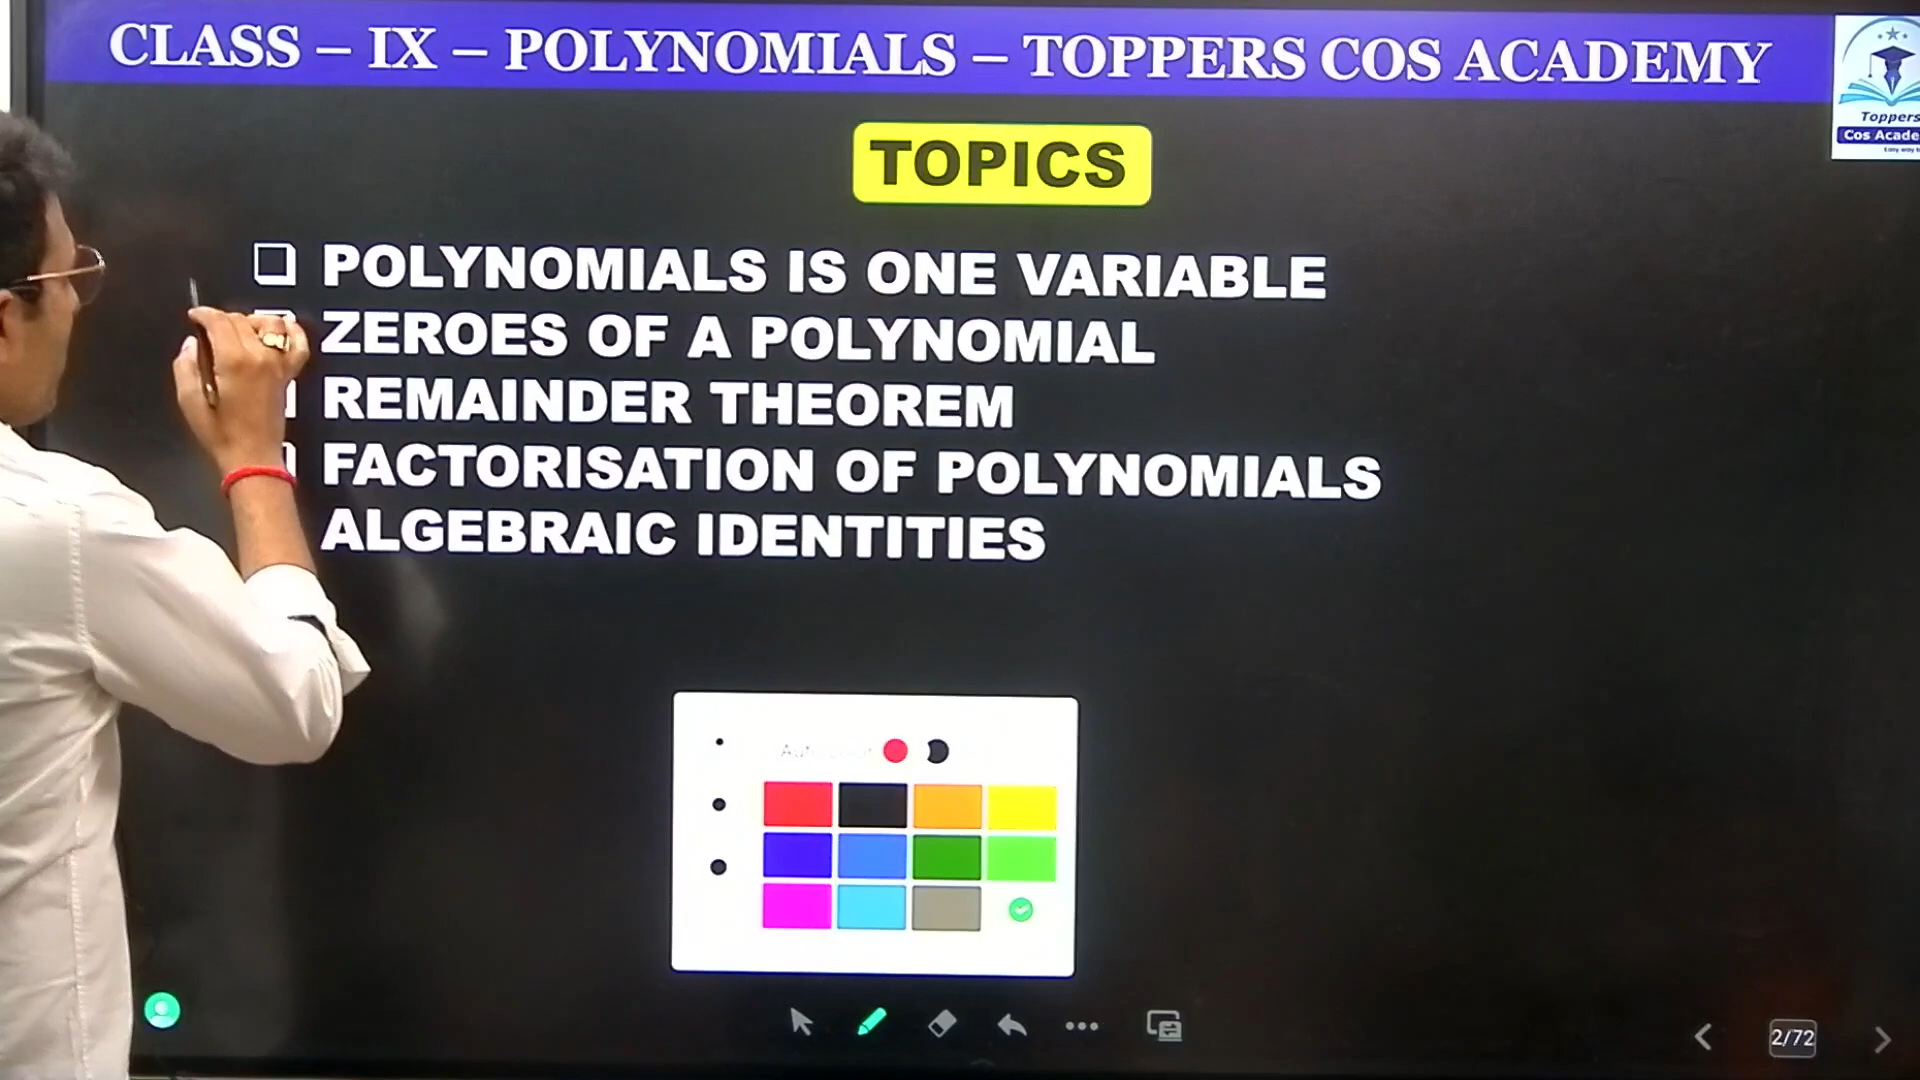 CLASS – IX – POLYNOMIALS – TOPPERS COS ACADEMY
Toppers
Cos Acade
TOPICS
❑ POLYNOMIALS IS ONE VARIABLE
ZEROES OF A POLYNOMIAL
REMAINDER THEOREM
FACTORISATION OF POLYNOMIALS
ALGEBRAIC IDENTITIES
2/72